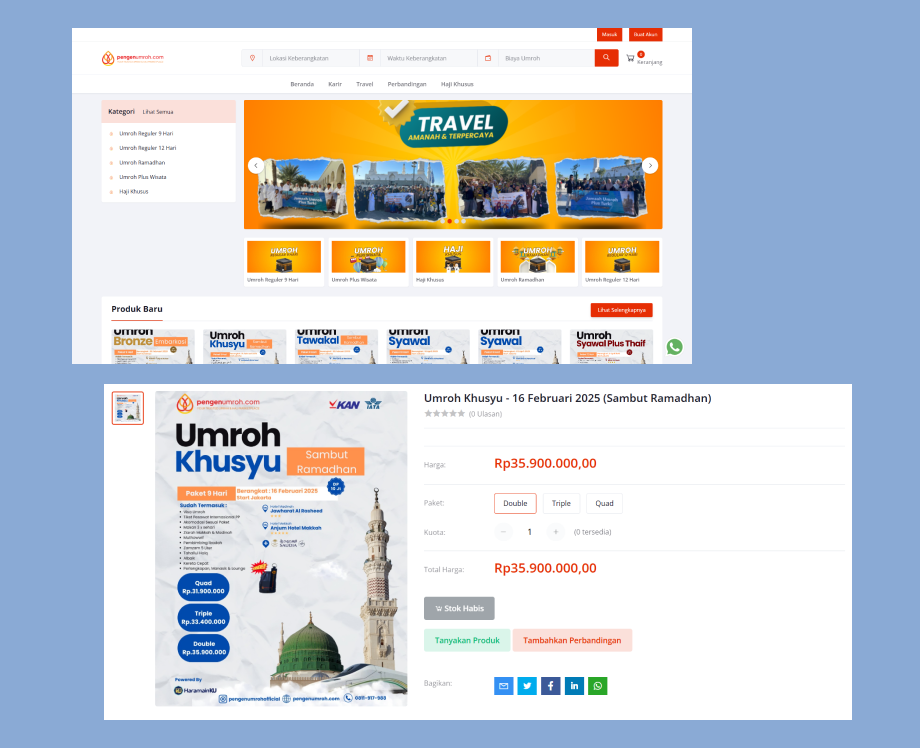 Masuk
Buat Akun
pengenumroh.com
Lokasi Keberangkatan
Waktu Keberangkatan
Biaya Umroh
0
Keranjang
Beranda
Karir
Travel
Perbandingan
Haji Khusus
Kategori
Lihat Semua
Umroh Reguler 9 Hari
Umroh Reguler 12 Hari
Umroh Ramadhan
Umroh Plus Wisata
Haji Khusus
TRAVEL
AMANAH & TERPERCAYA
UMROH
UMROH
HAJI
UMROH
UMROH
Umroh Reguler 9 Hari
Umroh Plus Wisata
Haji Khusus
Umroh Ramadhan
Umroh Reguler 12 Hari
Produk Baru
Lihat Selengkapnya
Umroh
Bronze
Umroh
Khusyu
Umroh
Tawakal
Umroh
Syawal
Umroh
Syawal
Umroh
Syawal Plus Thaif
pengenumroh.com
KAN
IATA
Umroh
Khusyu
Sambut
Ramadhan
Paket 9 Hari
Berangkat : 16 Februari 2025
Start Jakarta
DP
10 Jt
Sudah Termasuk :
Jawharat Al Rasheed
Anjum Hotel Makkah
Quad
Rp.31.900.000
Triple
Rp.33.400.000
Double
Rp.35.900.000
Powered By
HaramainKU
pengenumrohofficial
pengenumroh.com
0811-917-988
Umroh Khusyu - 16 Februari 2025 (Sambut Ramadhan)
(0 Ulasan)
Harga:
Rp35.900.000,00
Paket:
Double
Triple
Quad
Kuota:
− 1 +
(0 tersedia)
Total Harga:
Rp35.900.000,00
Stok Habis
Tanyakan Produk
Tambahkan Perbandingan
Bagikan: